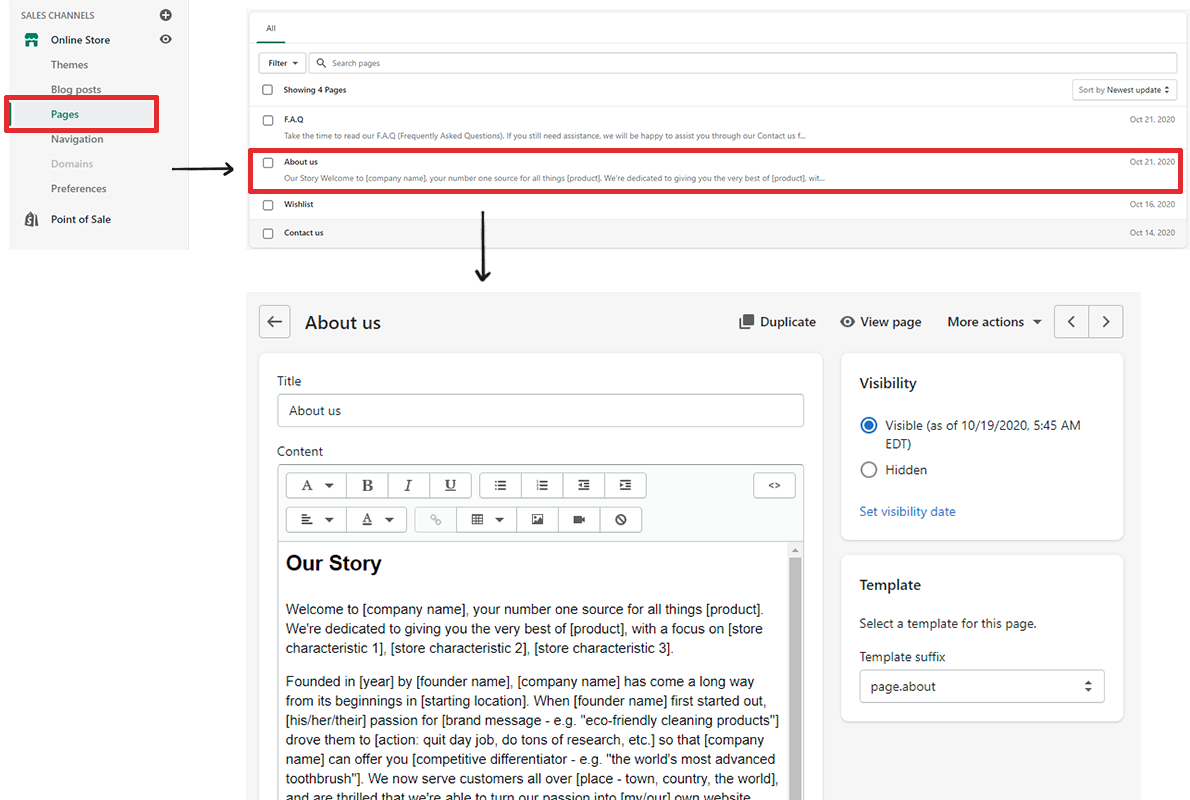 SALES CHANNELS
Online Store
Themes
Blog posts
Pages
Navigation
Domains
Preferences
Point of Sale
All
Filter
Search pages
Showing 4 Pages
Sort by Newest update
F.A.Q
Oct 21, 2020
Take the time to read our F.A.Q (Frequently Asked Questions). If you still need assistance, we will be happy to assist you through our Contact us f...
About us
Oct 21, 2020
Our Story Welcome to [company name], your number one source for all things [product]. We're dedicated to giving you the very best of [product], wit...
Wishlist
Oct 16, 2020
Contact us
Oct 14, 2020
About us
Duplicate
View page
More actions
Title
About us
Content
A
B
I
U
<>
A
Our Story
Welcome to [company name], your number one source for all things [product].
We're dedicated to giving you the very best of [product], with a focus on [store
characteristic 1], [store characteristic 2], [store characteristic 3].
Founded in [year] by [founder name], [company name] has come a long way
from its beginnings in [starting location]. When [founder name] first started out,
[his/her/their] passion for [brand message - e.g. "eco-friendly cleaning products"]
drove them to [action: quit day job, do tons of research, etc.] so that [company
name] can offer you [competitive differentiator - e.g. "the world's most advanced
toothbrush"]. We now serve customers all over [place - town, country, the world],
and are thrilled that we're able to turn our passion into [my/our] own website.
Visibility
Visible (as of 10/19/2020, 5:45 AM
EDT)
Hidden
Set visibility date
Template
Select a template for this page.
Template suffix
page.about